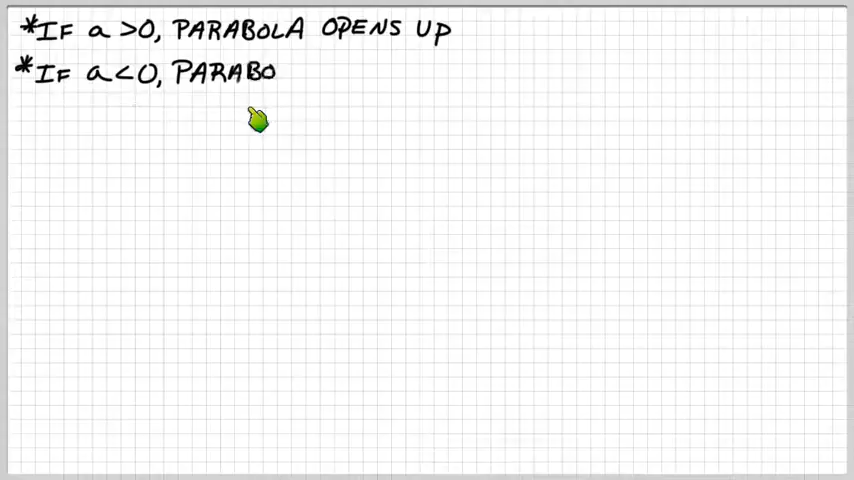 *IF a >0, PARABOLA OPENS UP
*IF a <0, PARABO